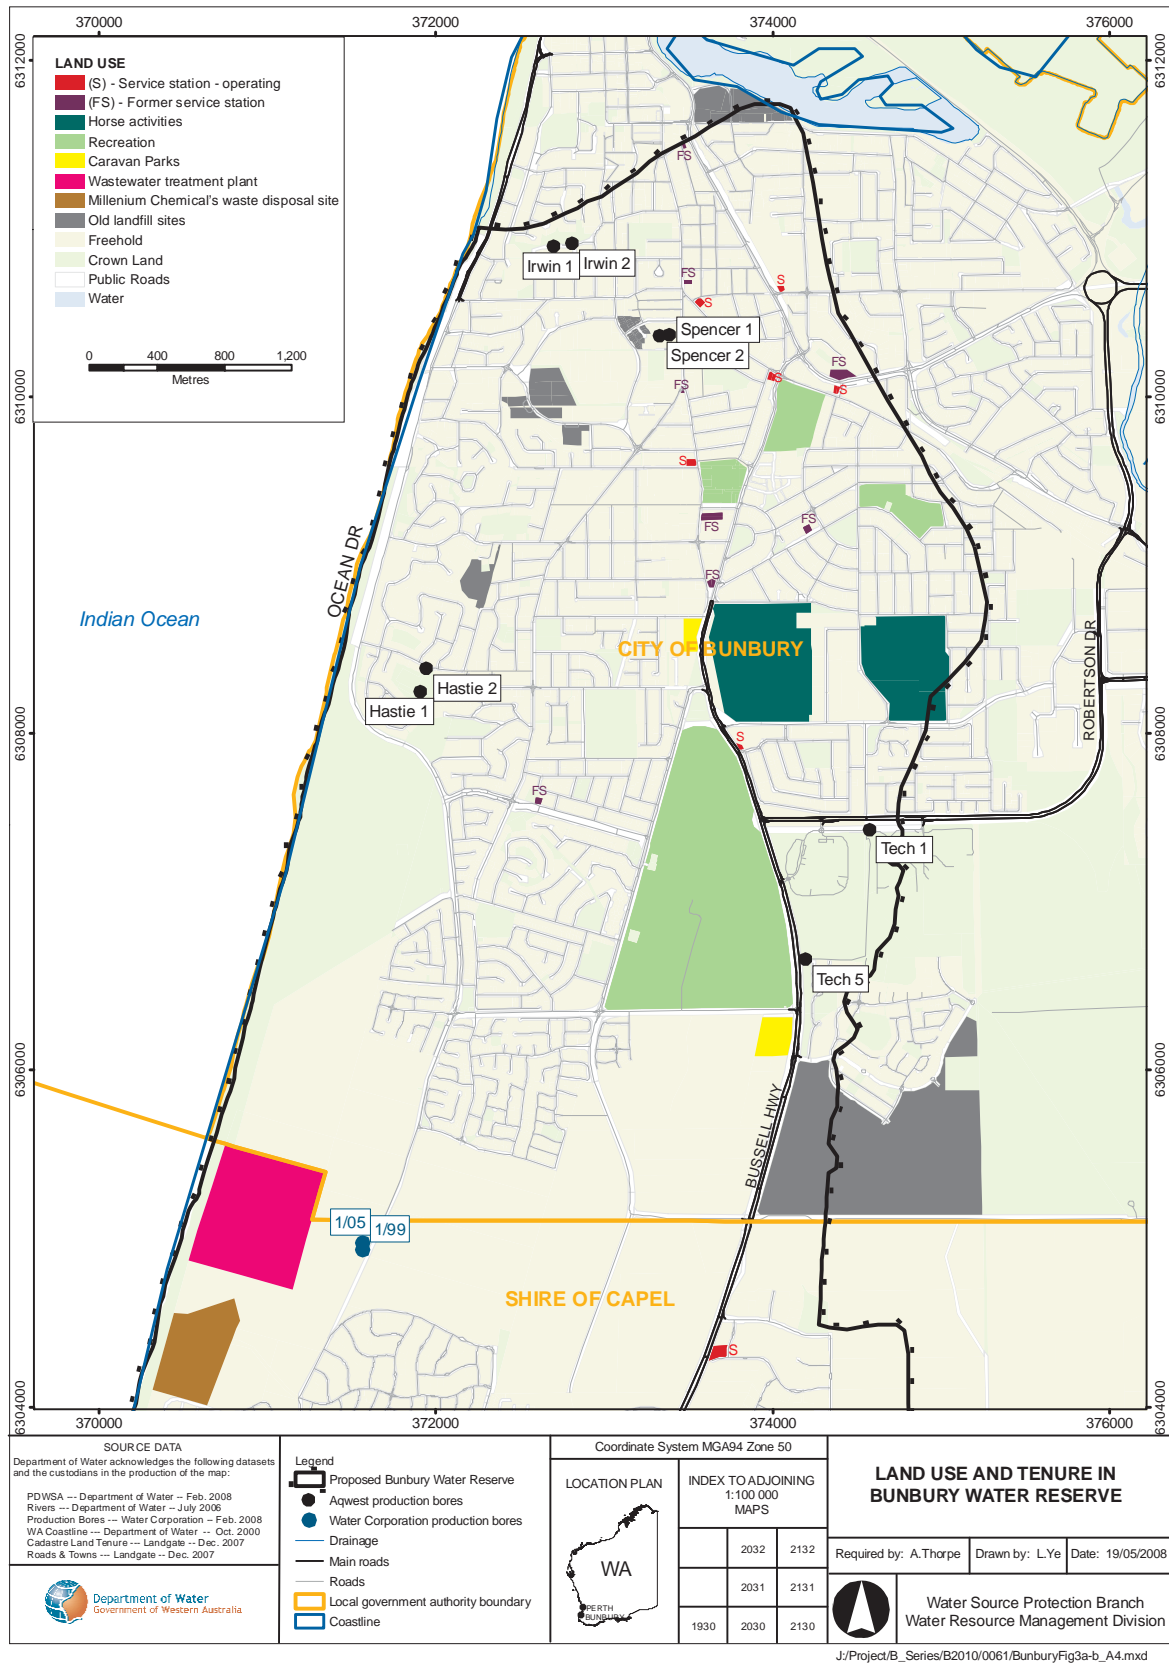 370000
372000
374000
376000
6312000
6312000
6310000
6310000
6308000
6308000
6306000
6306000
6304000
6304000
LAND USE
(S) - Service station - operating
(FS) - Former service station
Horse activities
Recreation
Caravan Parks
Wastewater treatment plant
Millenium Chemical's waste disposal site
Old landfill sites
Freehold
Crown Land
Public Roads
Water
0 400 800 1,200
Metres
FS
Irwin 1
Irwin 2
FS
S
S
Spencer 1
Spencer 2
FS
FS
S
S
S
FS
FS
OCEAN DR
FS
Indian Ocean
CITY OF BUNBURY
ROBERTSON DR
Hastie 2
Hastie 1
S
FS
Tech 1
Tech 5
BUSSELL HWY
1/05
1/99
SHIRE OF CAPEL
S
370000
372000
374000
376000
SOURCE DATA
Department of Water acknowledges the following datasets
and the custodians in the production of the map:
PDWSA --- Department of Water -- Feb. 2008
Rivers --- Department of Water -- July 2006
Production Bores --- Water Corporation -- Feb. 2008
WA Coastline --- Department of Water -- Oct. 2000
Cadastre Land Tenure --- Landgate -- Dec. 2007
Roads & Towns --- Landgate -- Dec. 2007
Department of Water
Government of Western Australia
Legend
Proposed Bunbury Water Reserve
Aqwest production bores
Water Corporation production bores
Drainage
Main roads
Roads
Local government authority boundary
Coastline
Coordinate System MGA94 Zone 50
LOCATION PLAN
WA
PERTH
BUNBURY
INDEX TO ADJOINING
1:100 000
MAPS
2032 2132
2031 2131
1930 2030 2130
LAND USE AND TENURE IN
BUNBURY WATER RESERVE
Required by: A.Thorpe
Drawn by: L.Ye
Date: 19/05/2008
Water Source Protection Branch
Water Resource Management Division
J:/Project/B_Series/B2010/0061/BunburyFig3a-b_A4.mxd